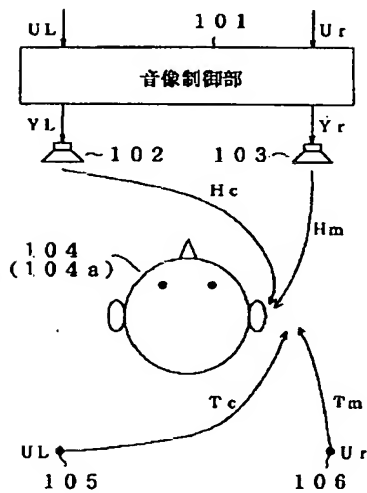 UL 101 Ur
音像制御部
YL Yr
102 103
Hc
Hm
104
(104a)
Tc Tm
UL Ur
105 106